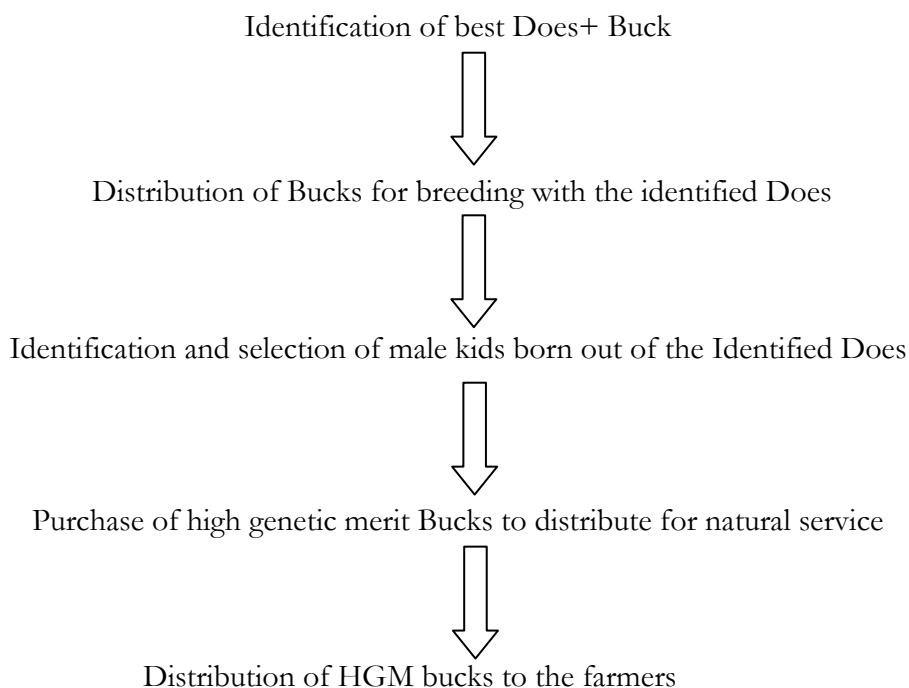 Identification of best Does+ Buck
Distribution of Bucks for breeding with the identified Does
Identification and selection of male kids born out of the Identified Does
Purchase of high genetic merit Bucks to distribute for natural service
Distribution of HGM bucks to the farmers